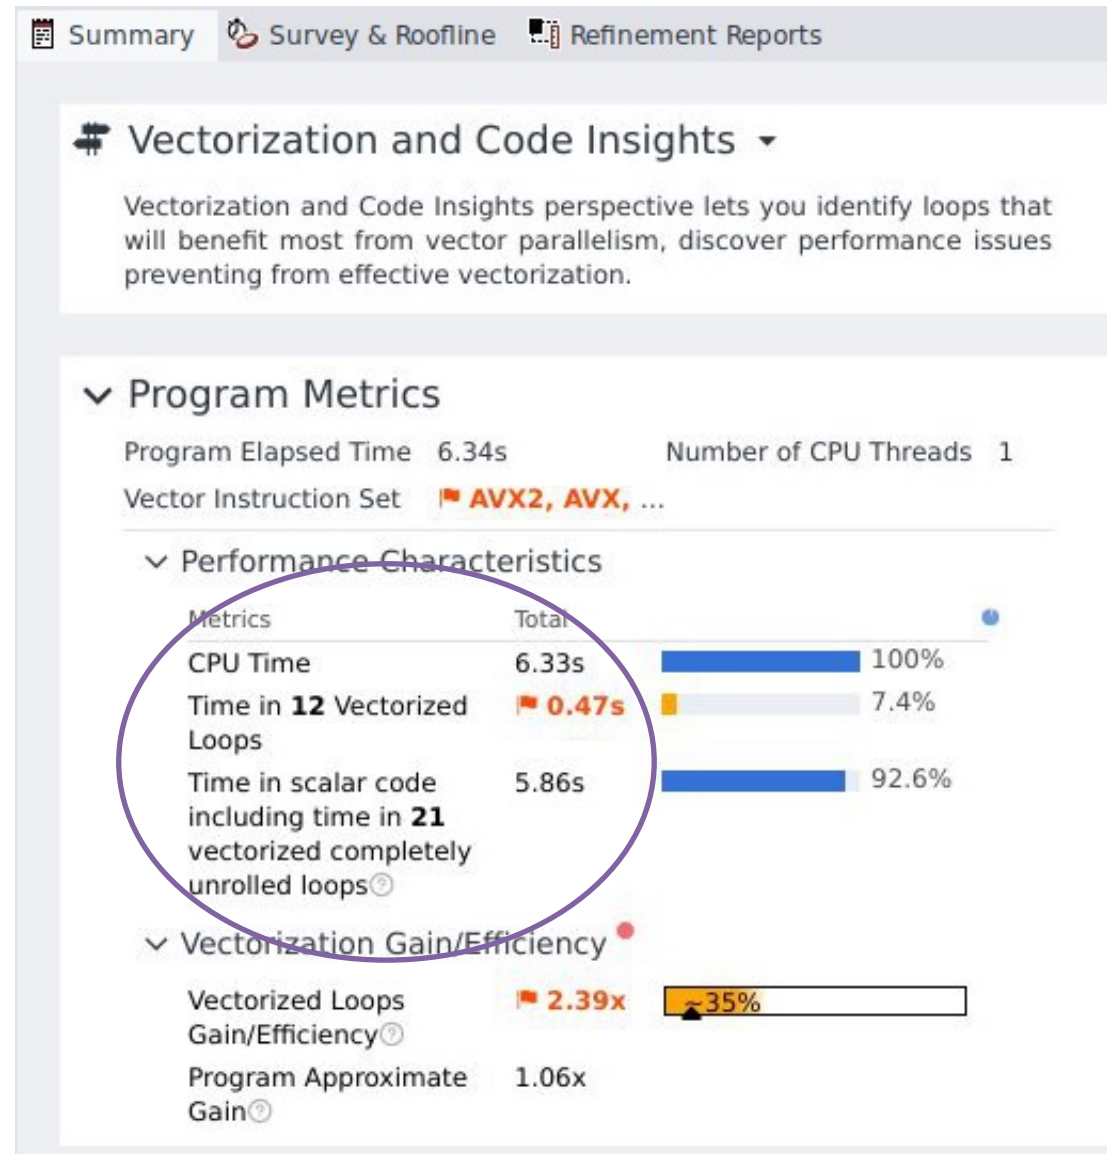 Summary Survey & Roofline Refinement Reports
Vectorization and Code Insights
Vectorization and Code Insights perspective lets you identify loops that
will benefit most from vector parallelism, discover performance issues
preventing from effective vectorization.
Program Metrics
Program Elapsed Time 6.34s Number of CPU Threads 1
Vector Instruction Set AVX2, AVX, ...
Performance Characteristics
Metrics Total
CPU Time 6.33s 100%
Time in 12 Vectorized 0.47s 7.4%
Loops
Time in scalar code 5.86s 92.6%
including time in 21
vectorized completely
unrolled loops?
Vectorization Gain/Efficiency
Vectorized Loops 2.39x ~35%
Gain/Efficiency?
Program Approximate 1.06x
Gain?